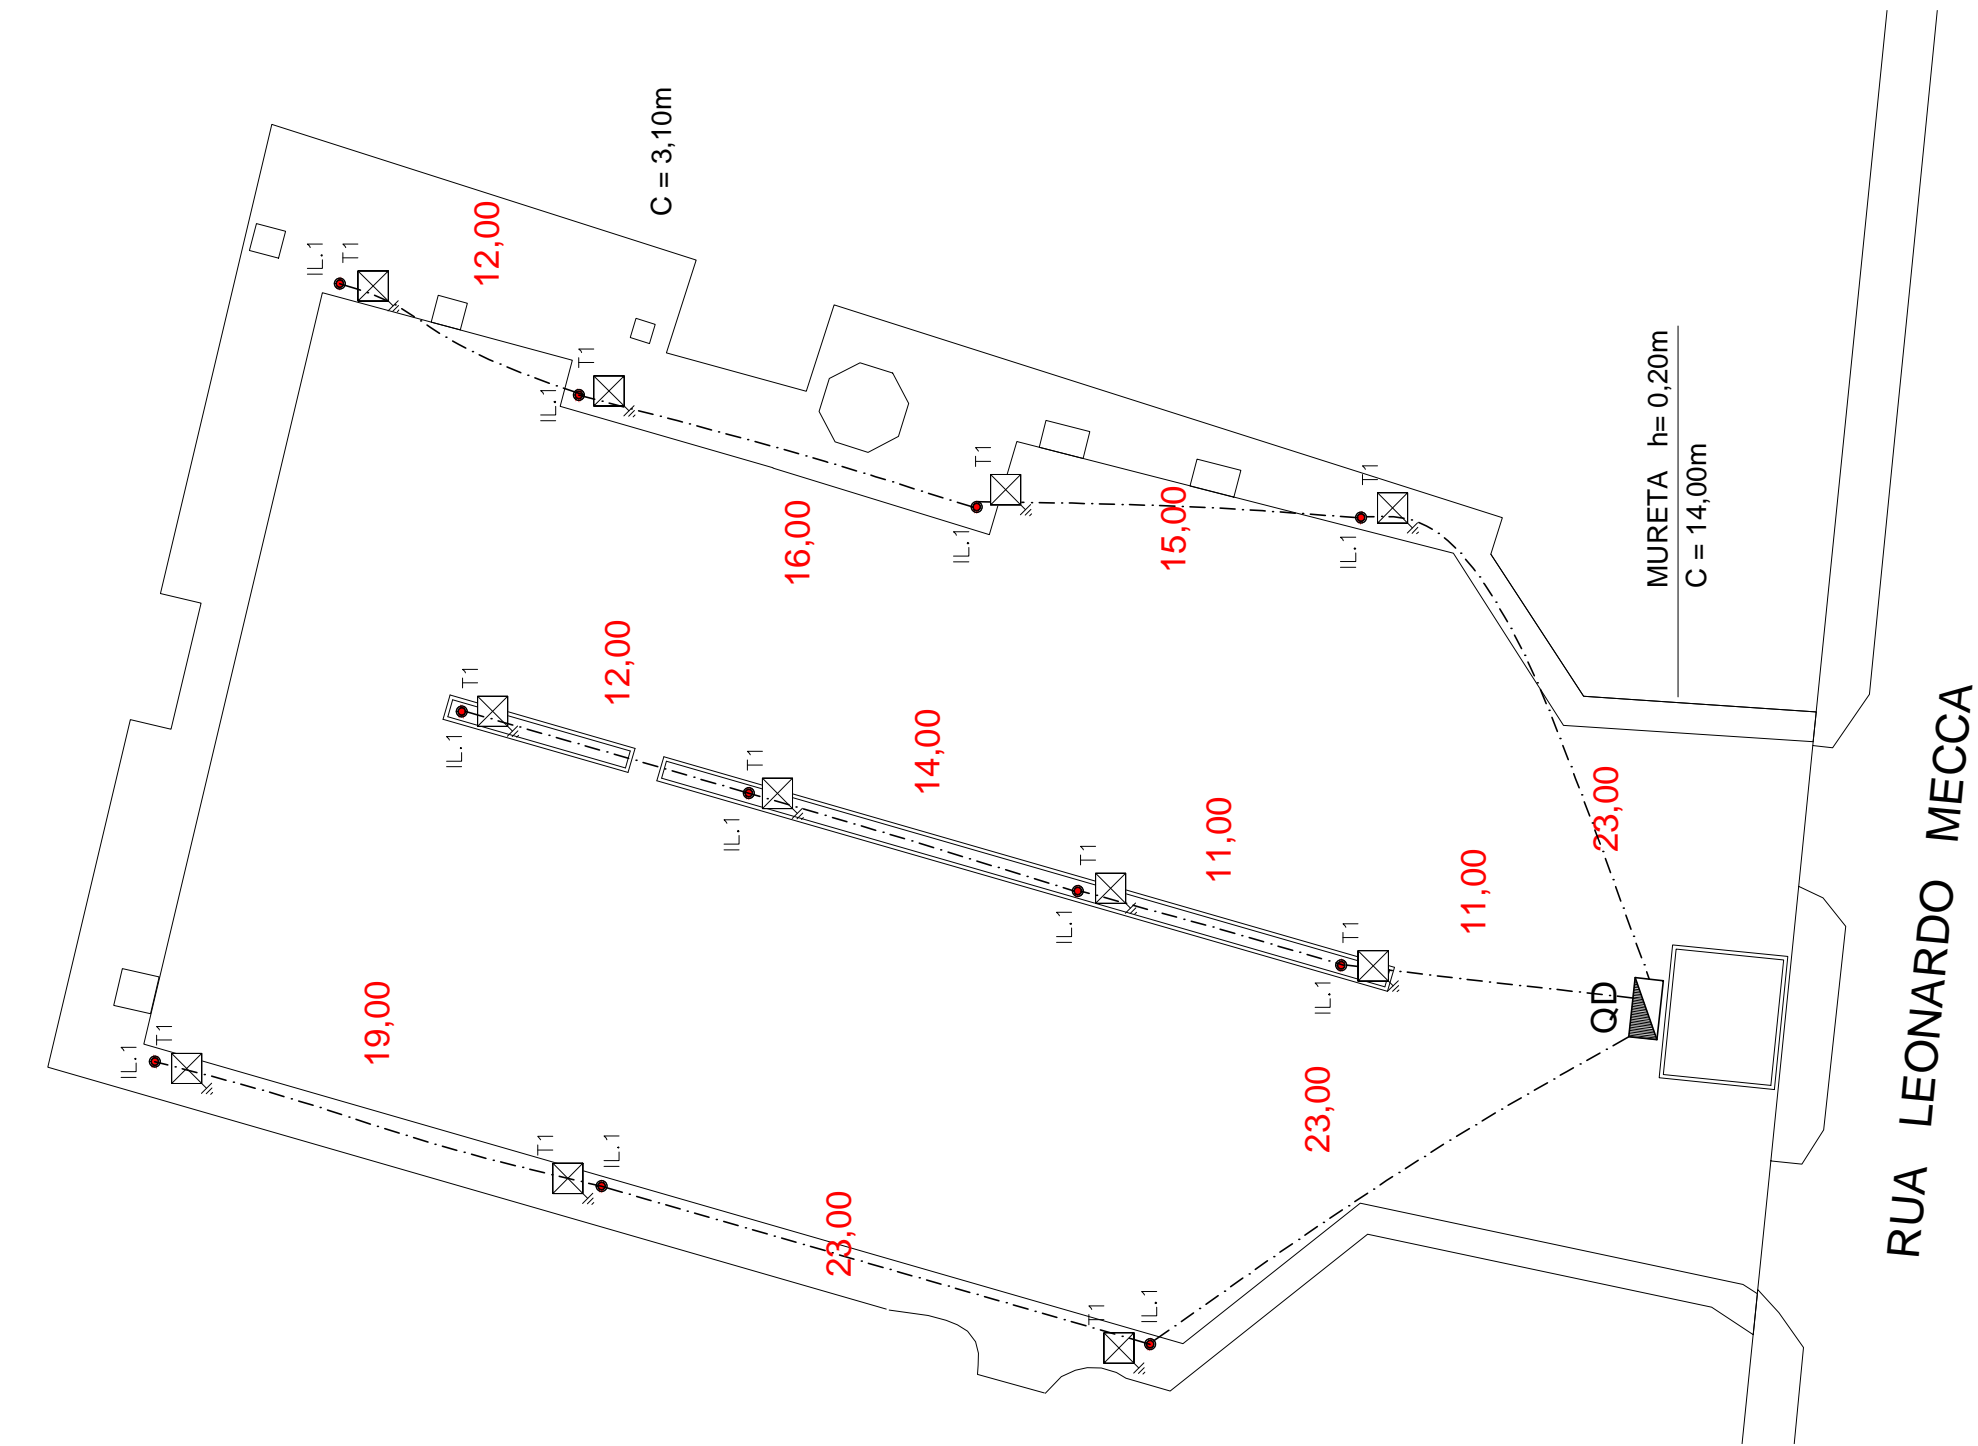 IL.1
T1
12,00
C = 3,10m
T1
IL.1
16,00
T1
IL.1
15,00
T1
IL.1
MURETA h= 0,20m
C = 14,00m
T1
IL.1
12,00
T1
IL.1
14,00
T1
IL.1
11,00
T1
IL.1
11,00
23,00
QD
IL.1
T1
19,00
T1
IL.1
23,00
T1
IL.1
23,00
RUA LEONARDO MECCA